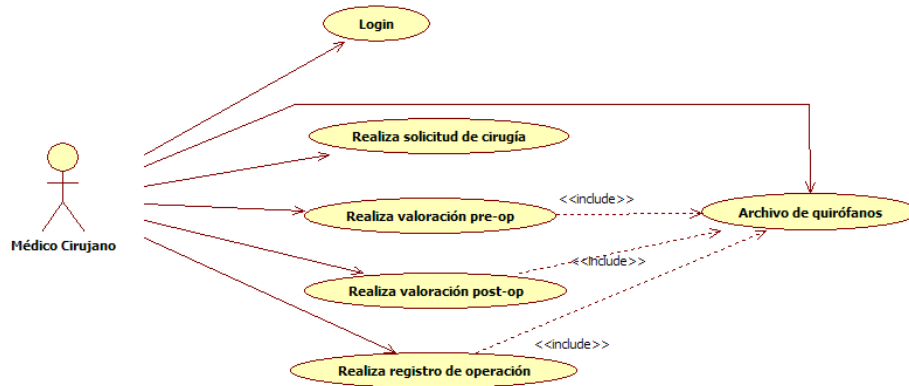 Login
Realiza solicitud de cirugía
Realiza valoración pre-op
<<include>>
Archivo de quirófanos
Médico Cirujano
<<include>>
Realiza valoración post-op
<<include>>
Realiza registro de operación